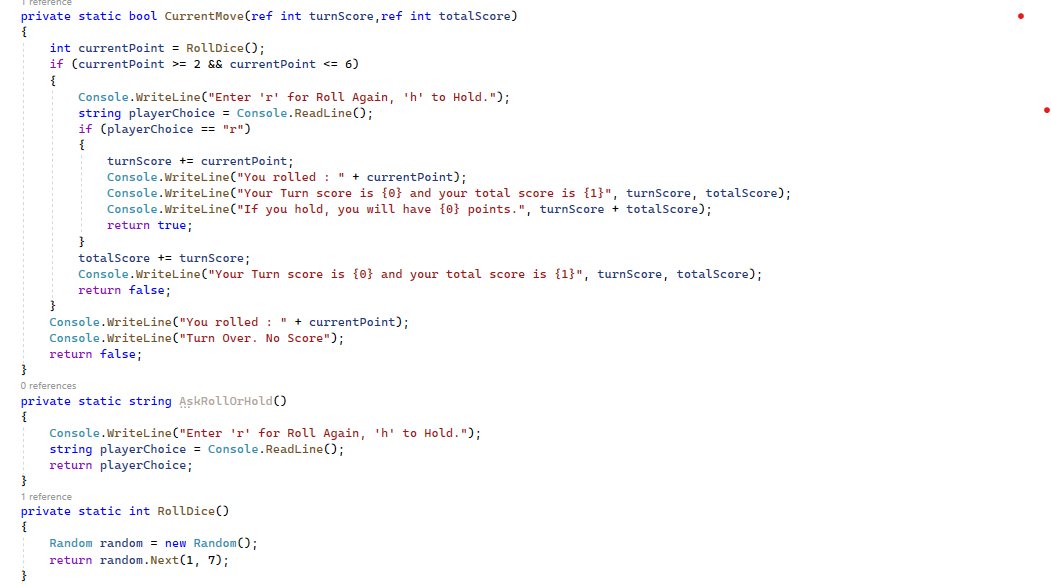 1 reference
private static bool CurrentMove(ref int turnScore,ref int totalScore)
{
    int currentPoint = RollDice();
    if (currentPoint >= 2 && currentPoint <= 6)
    {
        Console.WriteLine("Enter 'r' for Roll Again, 'h' to Hold.");
        string playerChoice = Console.ReadLine();
        if (playerChoice == "r")
        {
            turnScore += currentPoint;
            Console.WriteLine("You rolled : " + currentPoint);
            Console.WriteLine("Your Turn score is {0} and your total score is {1}", turnScore, totalScore);
            Console.WriteLine("If you hold, you will have {0} points.", turnScore + totalScore);
            return true;
        }
        totalScore += turnScore;
        Console.WriteLine("Your Turn score is {0} and your total score is {1}", turnScore, totalScore);
        return false;
    }
    Console.WriteLine("You rolled : " + currentPoint);
    Console.WriteLine("Turn Over. No Score");
    return false;
}
0 references
private static string AskRollOrHold()
{
    Console.WriteLine("Enter 'r' for Roll Again, 'h' to Hold.");
    string playerChoice = Console.ReadLine();
    return playerChoice;
}
1 reference
private static int RollDice()
{
    Random random = new Random();
    return random.Next(1, 7);
}